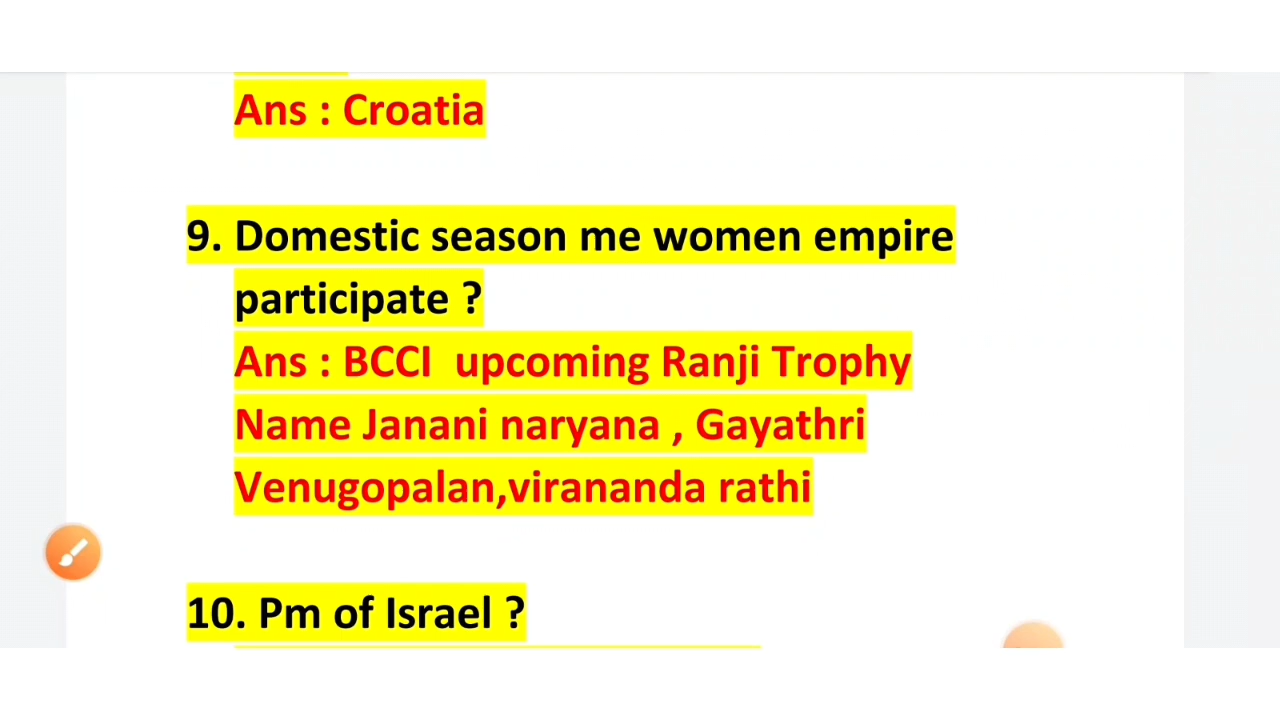 Ans : Croatia
9. Domestic season me women empire
participate ?
Ans : BCCI  upcoming Ranji Trophy
Name Janani naryana , Gayathri
Venugopalan,virananda rathi
10. Pm of Israel ?